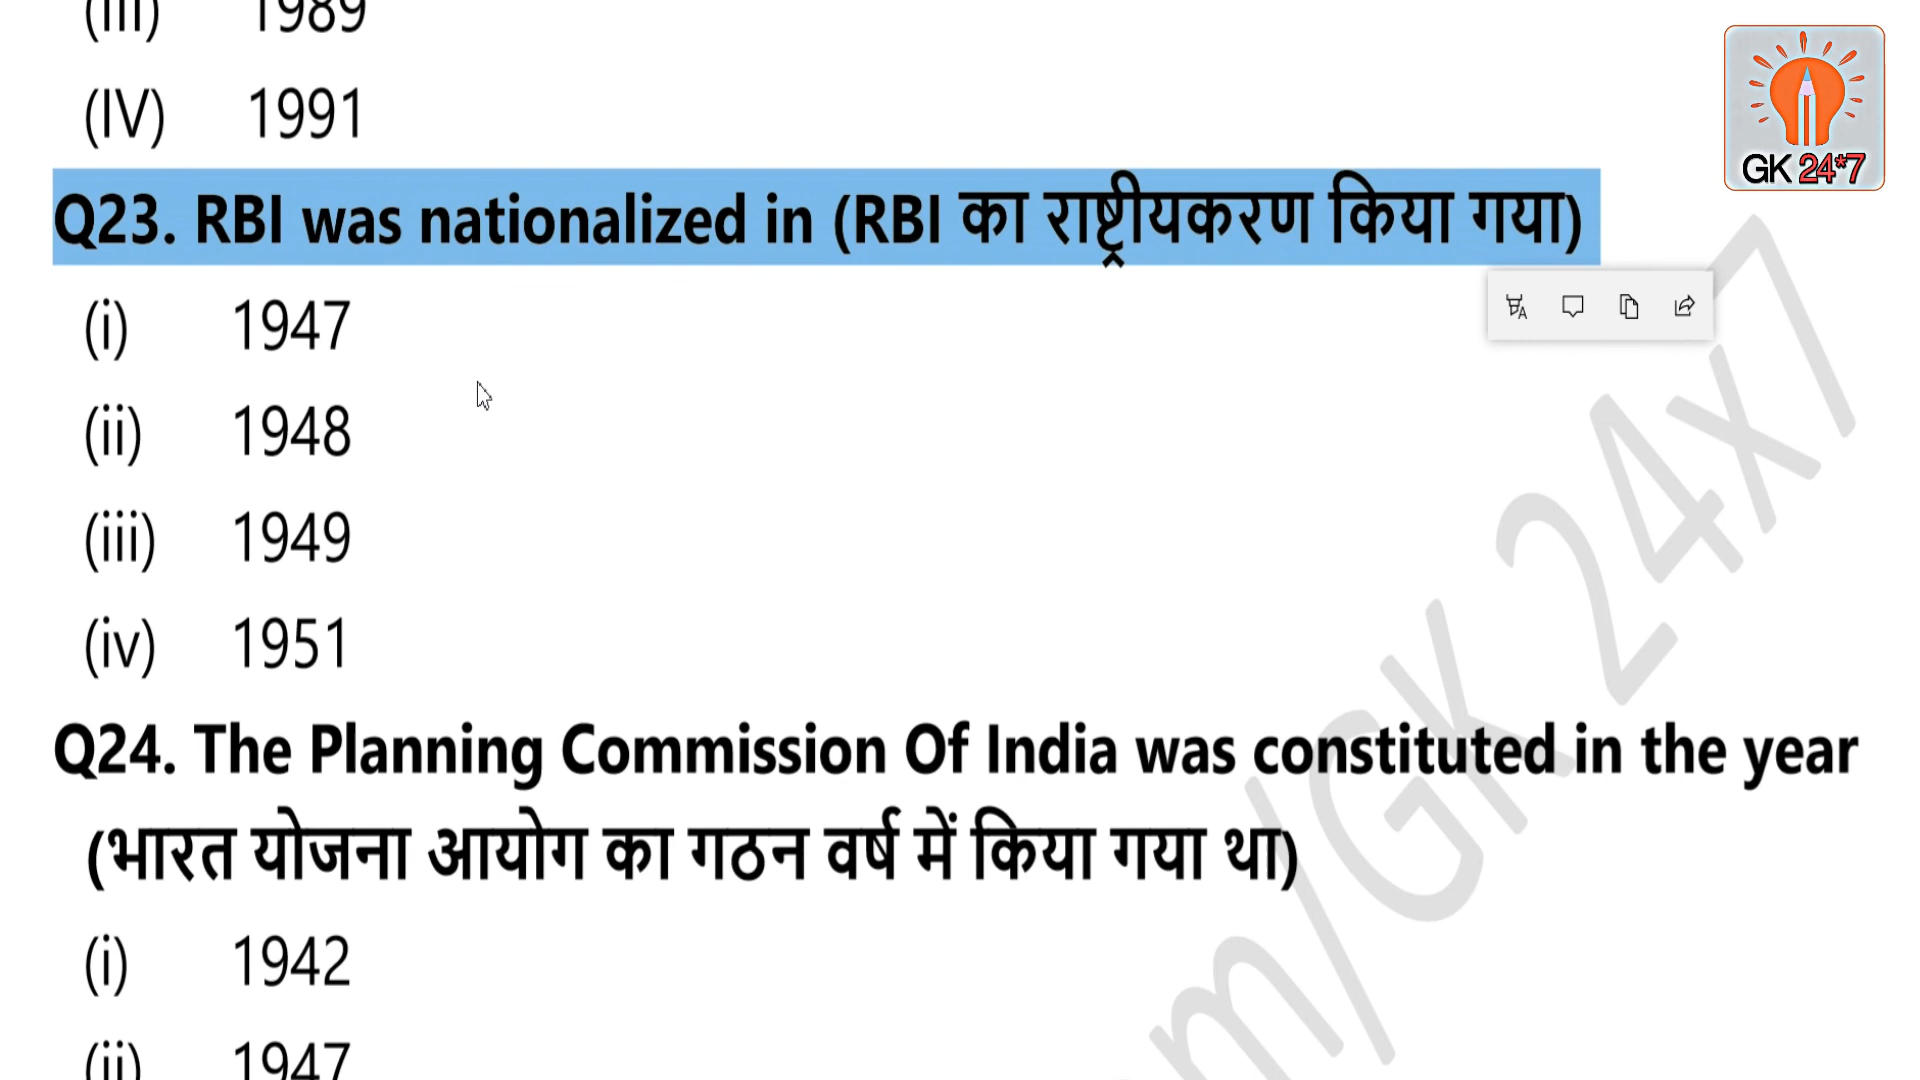 (III) 1989
(IV) 1991
GK 24*7
Q23. RBI was nationalized in (RBI का राष्ट्रीयकरण किया गया)
(i) 1947
(ii) 1948
(iii) 1949
(iv) 1951
Q24. The Planning Commission Of India was constituted in the year
(भारत योजना आयोग का गठन वर्ष में किया गया था)
(i) 1942
(ii) 1947
m/GK 24x7